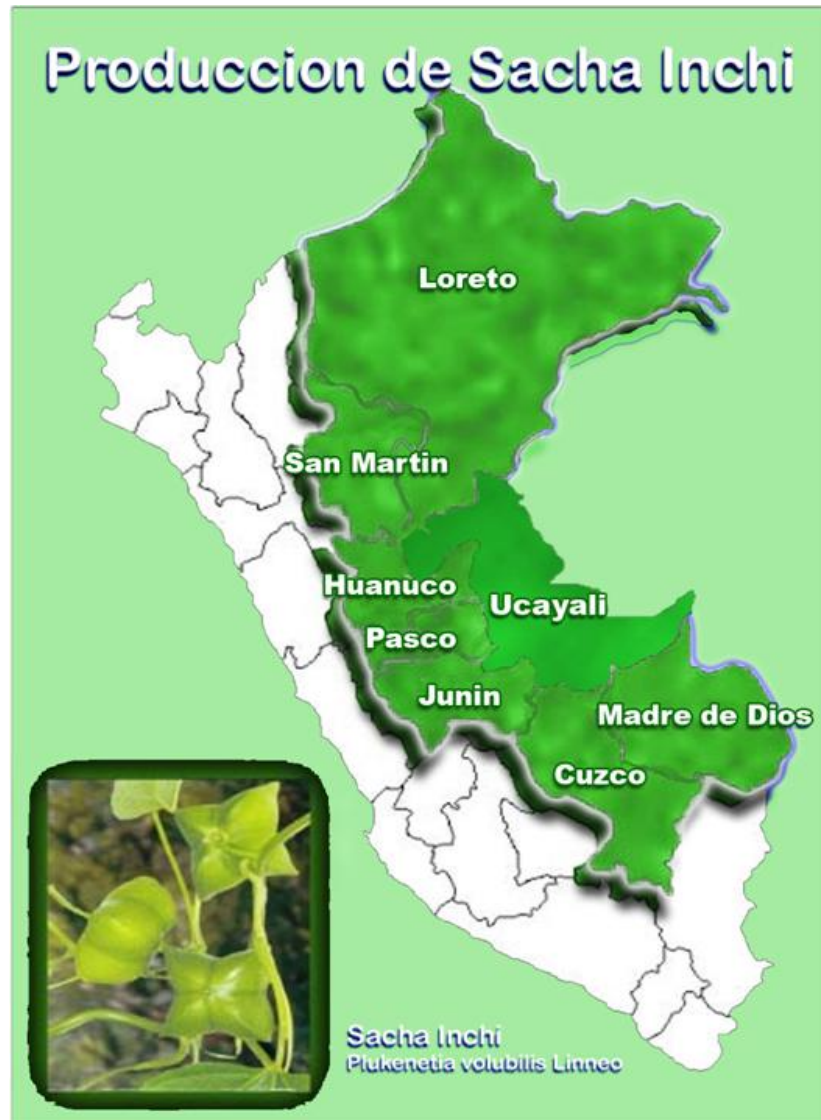 Produccion de Sacha Inchi
Loreto
San Martin
Huanuco
Ucayali
Pasco
Junin
Madre de Dios
Cuzco
Sacha Inchi
Plukenetia volubilis Linneo